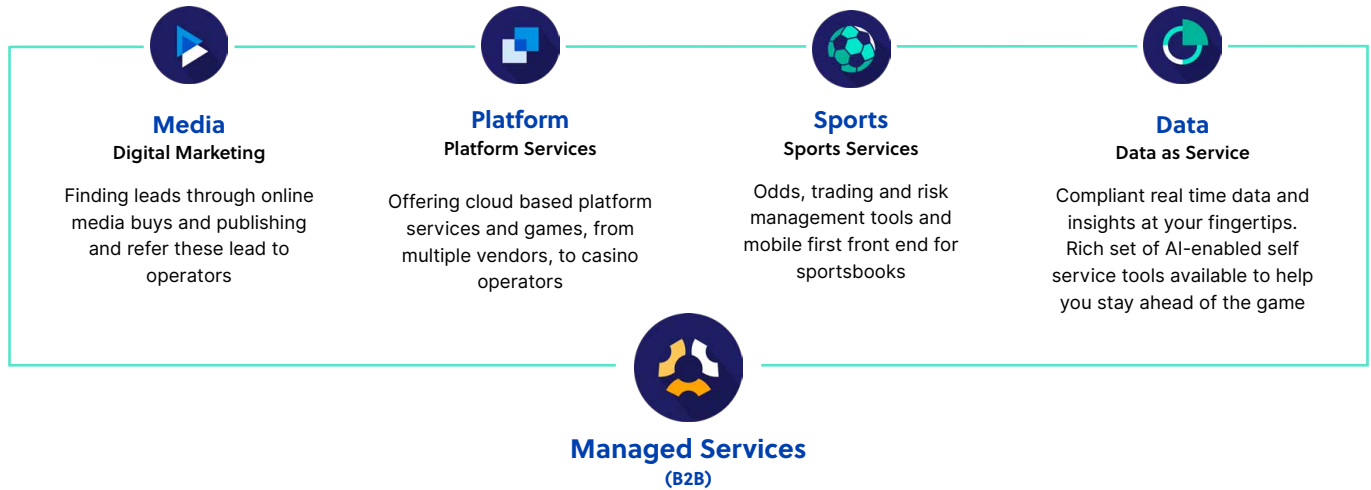 Media
Digital Marketing
Finding leads through online
media buys and publishing
and refer these lead to
operators
Platform
Platform Services
Offering cloud based platform
services and games, from
multiple vendors, to casino
operators
Sports
Sports Services
Odds, trading and risk
management tools and
mobile first front end for
sportsbooks
Data
Data as Service
Compliant real time data and
insights at your fingertips.
Rich set of AI-enabled self
service tools available to help
you stay ahead of the game
Managed Services
(B2B)